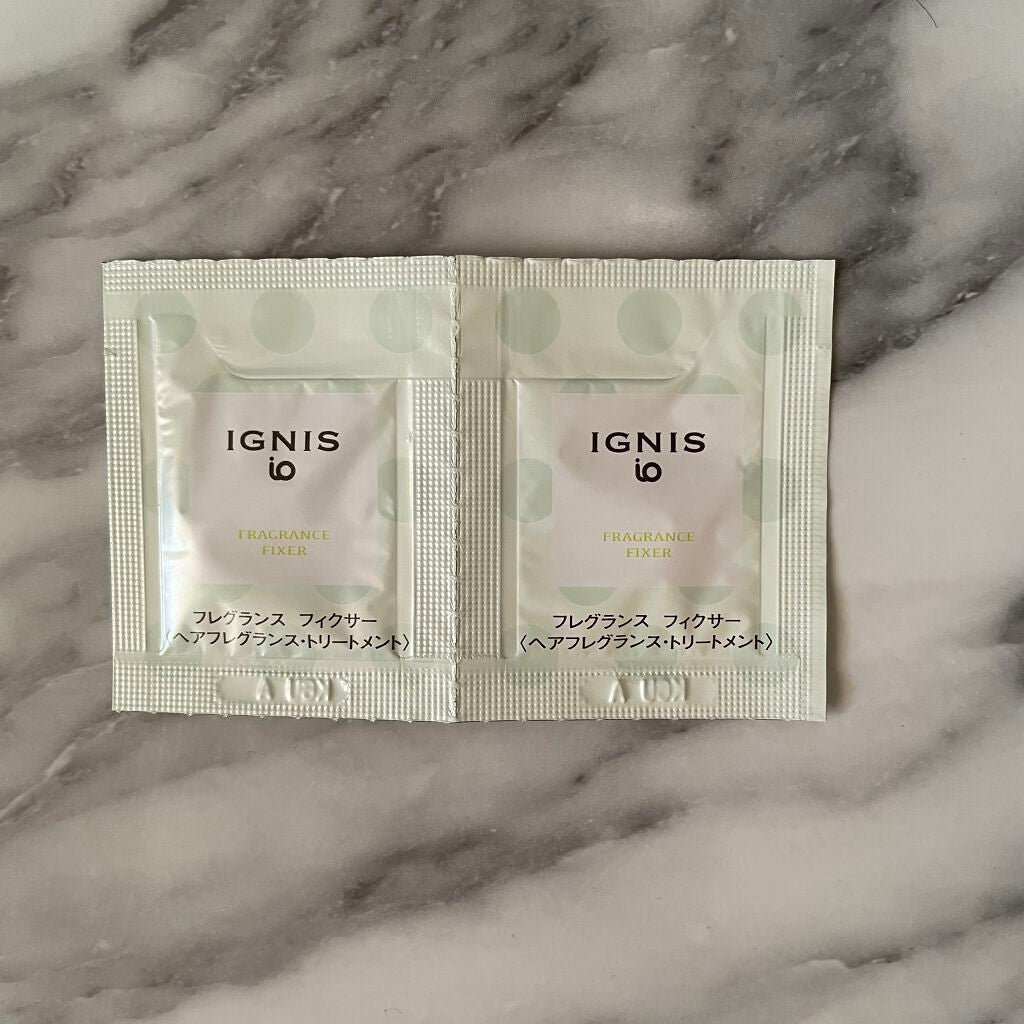 IGNIS
io
FRAGRANCE
FIXER
フレグランス フィクサー
〈ヘアフレグランス・トリートメント〉
IGNIS
io
FRAGRANCE
FIXER
フレグランス フィクサー
〈ヘアフレグランス・トリートメント〉